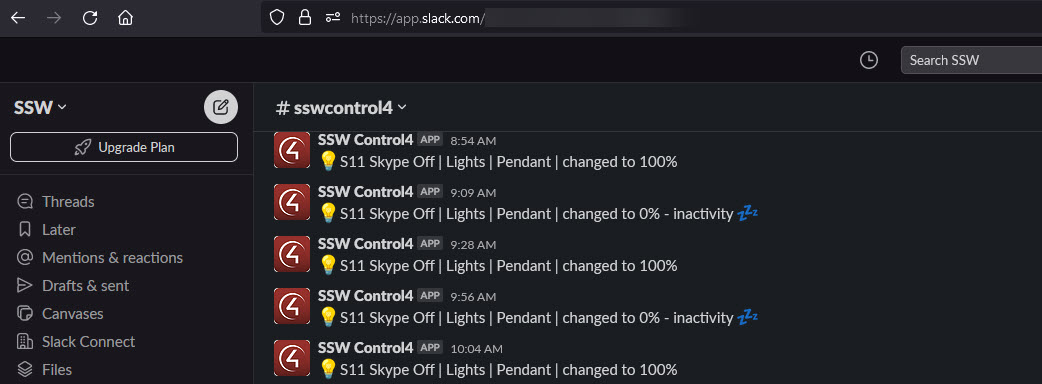 https://app.slack.com/
Search SSW
SSW
# sswcontrol4
Upgrade Plan
Threads
Later
Mentions & reactions
Drafts & sent
Canvases
Slack Connect
Files
SSW Control4 APP 8:54 AM
💡S11 Skype Off | Lights | Pendant | changed to 100%
SSW Control4 APP 9:09 AM
💡S11 Skype Off | Lights | Pendant | changed to 0% - inactivity 💤
SSW Control4 APP 9:28 AM
💡S11 Skype Off | Lights | Pendant | changed to 100%
SSW Control4 APP 9:56 AM
💡S11 Skype Off | Lights | Pendant | changed to 0% - inactivity 💤
SSW Control4 APP 10:04 AM
💡S11 Skype Off | Lights | Pendant | changed to 100%